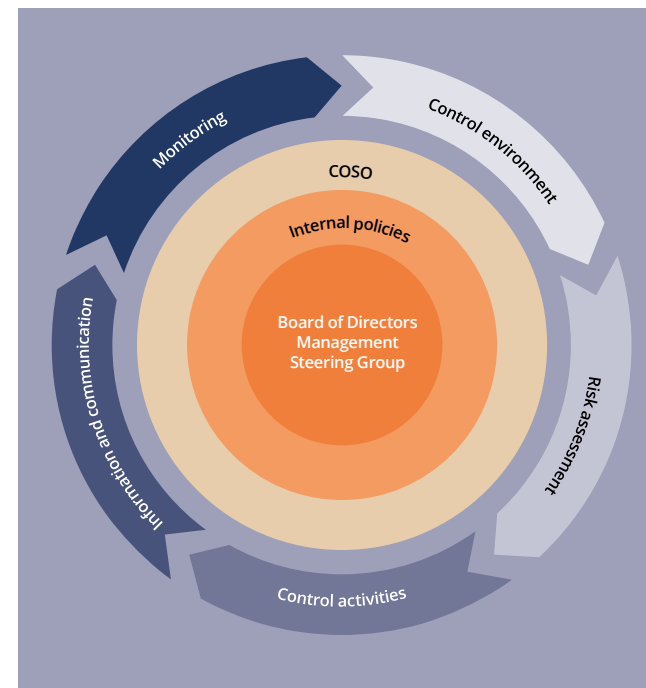 Monitoring
Control environment
COSO
Internal policies
Board of Directors
Management
Steering Group
Risk assessment
Information and communication
Control activities